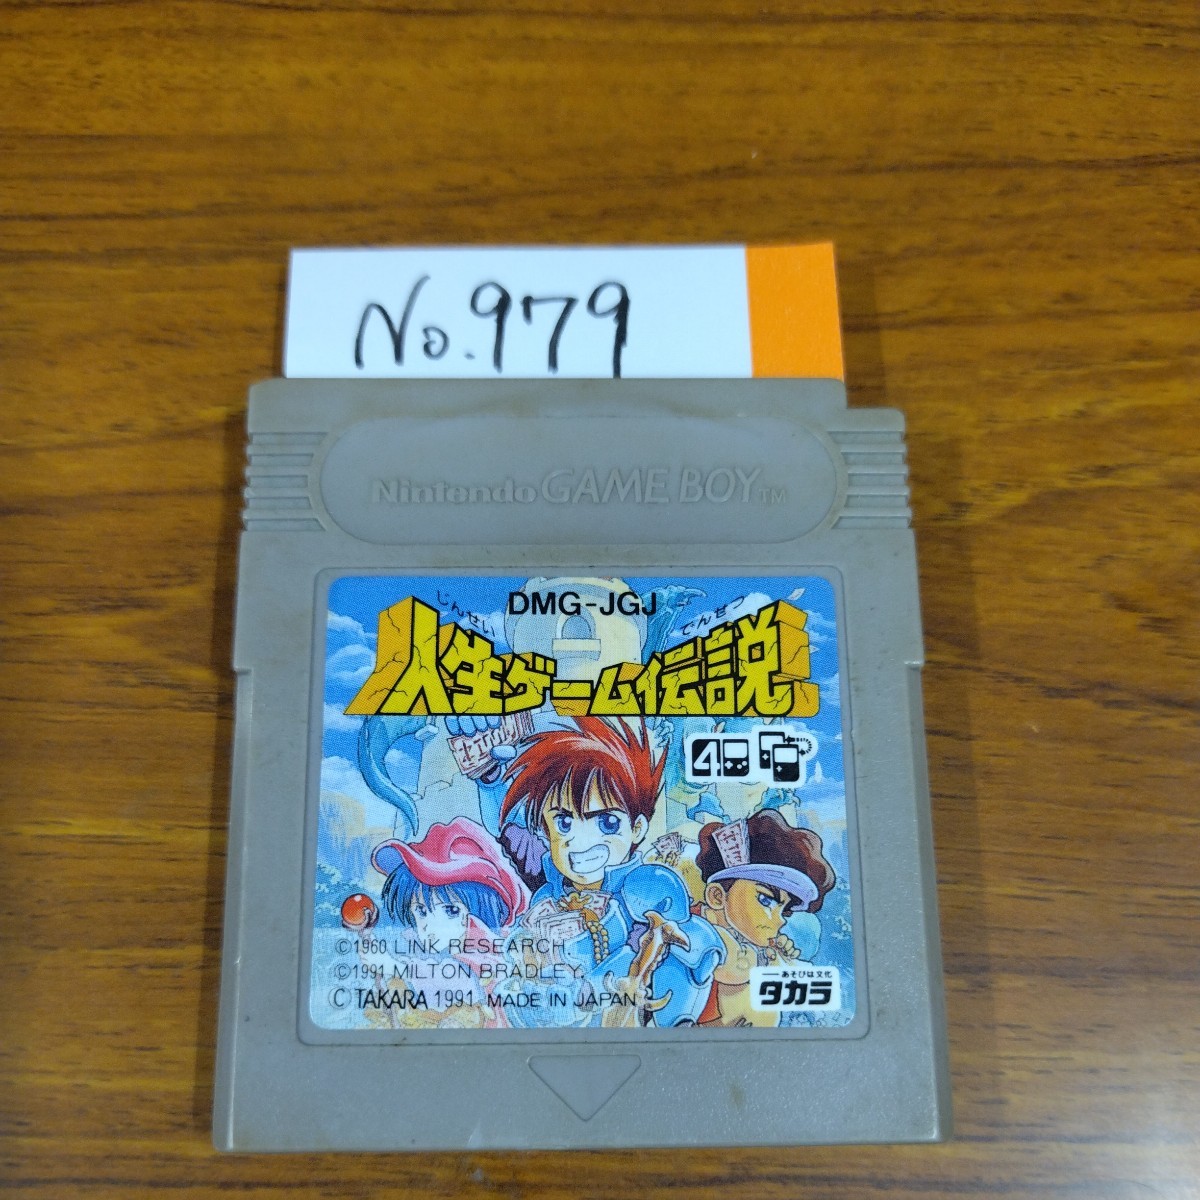 No.979
Nintendo GAME BOY TM
DMG-JGJ
じんせい でんせつ
人生ゲーム伝説
4
©1960 LINK RESEARCH.
©1991 MILTON BRADLEY.
© TAKARA 1991 MADE IN JAPAN
あそびは文化
タカラ